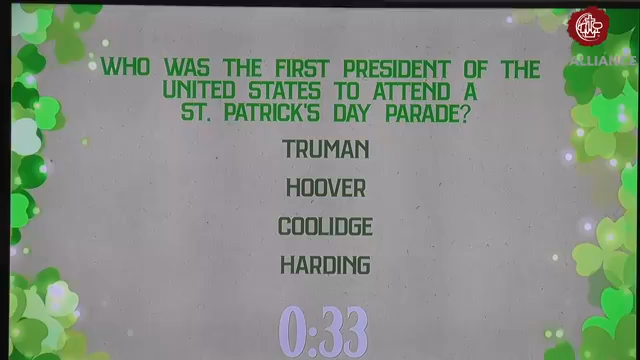 ALLIANCE
WHO WAS THE FIRST PRESIDENT OF THE
UNITED STATES TO ATTEND A
ST. PATRICK'S DAY PARADE?
TRUMAN
HOOVER
COOLIDGE
HARDING
0:33